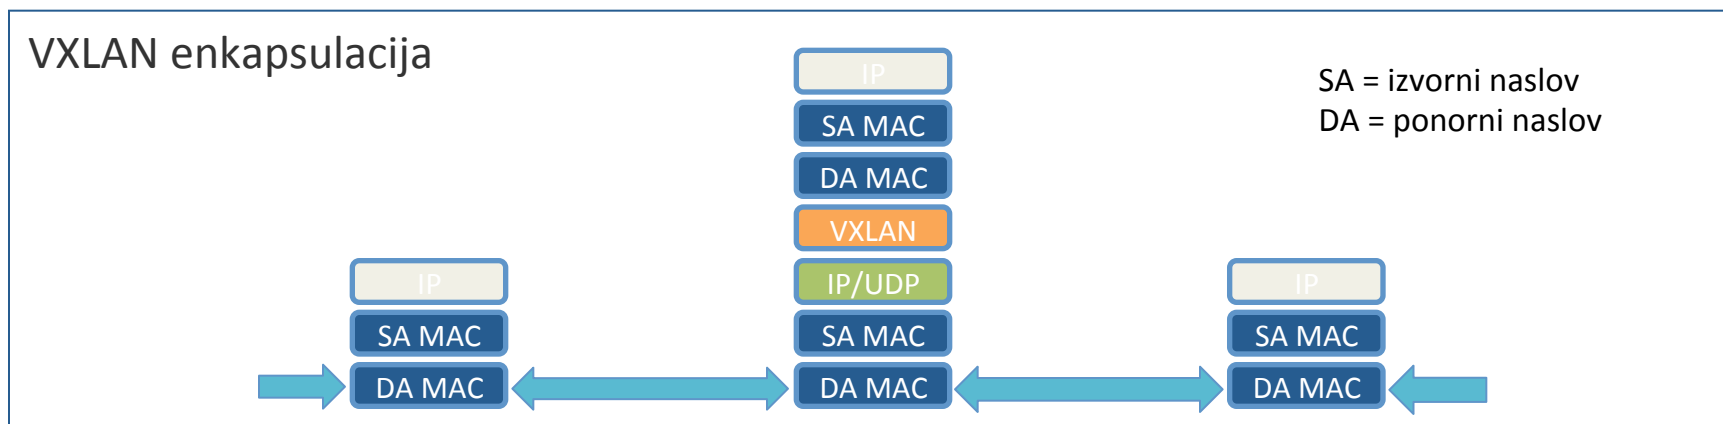 VXLAN enkapsulacija
SA = izvorni naslov
DA = ponorni naslov
IP
SA MAC
DA MAC
VXLAN
IP/UDP
SA MAC
DA MAC
IP
SA MAC
DA MAC
IP
SA MAC
DA MAC